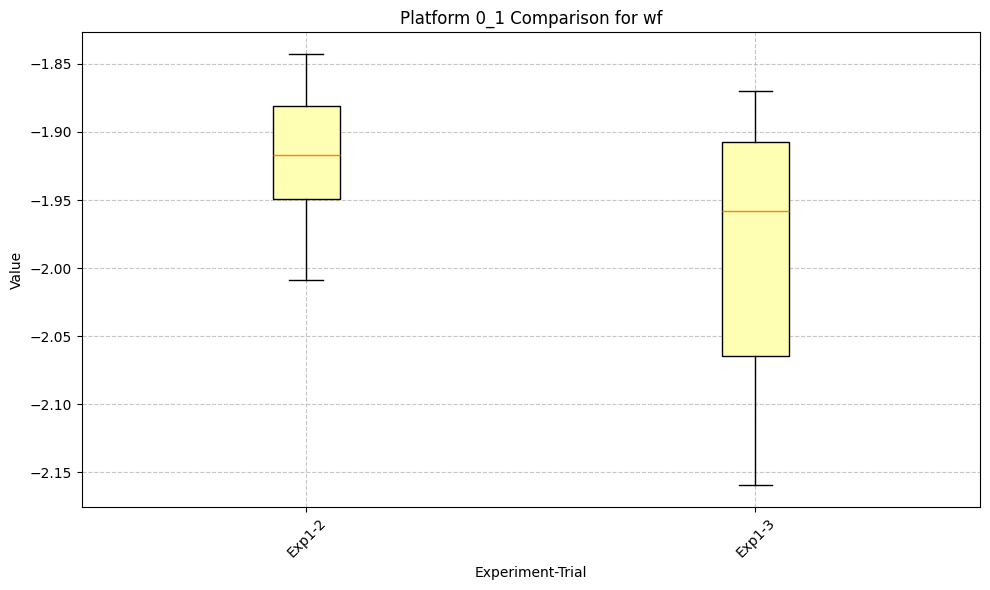 Platform 0_1 Comparison for wf
Value
−1.85
−1.90
−1.95
−2.00
−2.05
−2.10
−2.15
Exp1-2
Exp1-3
Experiment-Trial